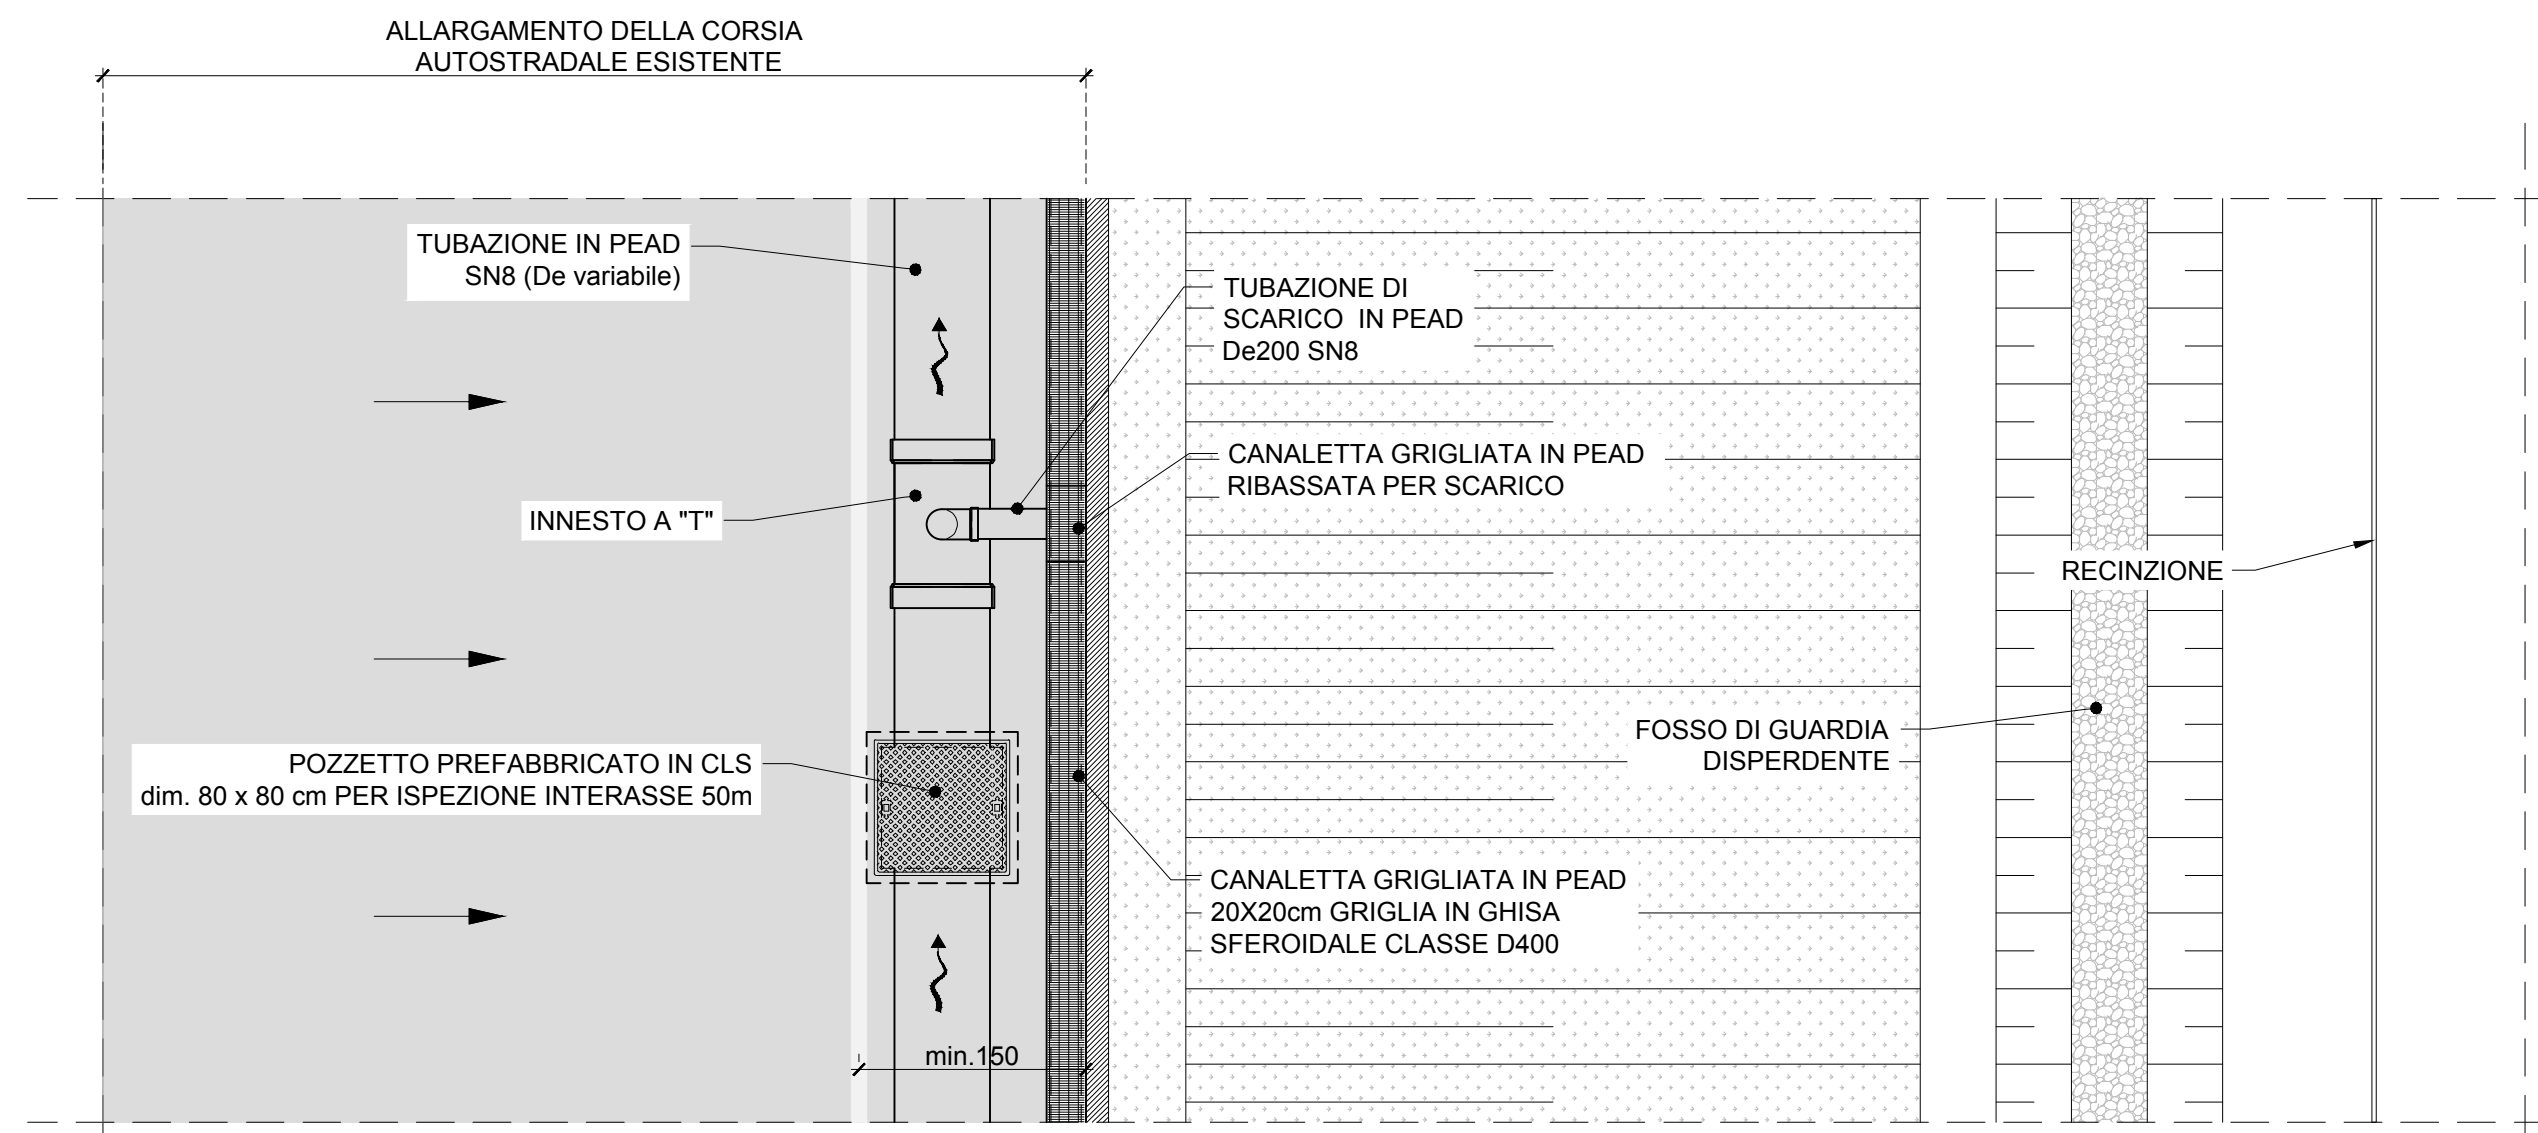 ALLARGAMENTO DELLA CORSIA
AUTOSTRADALE ESISTENTE
TUBAZIONE IN PEAD
SN8 (De variabile)
TUBAZIONE DI
SCARICO IN PEAD
De200 SN8
CANALETTA GRIGLIATA IN PEAD
RIBASSATA PER SCARICO
INNESTO A "T"
RECINZIONE
FOSSO DI GUARDIA
DISPERDENTE
POZZETTO PREFABBRICATO IN CLS
dim. 80 x 80 cm PER ISPEZIONE INTERASSE 50m
CANALETTA GRIGLIATA IN PEAD
20X20cm GRIGLIA IN GHISA
SFEROIDALE CLASSE D400
min.150